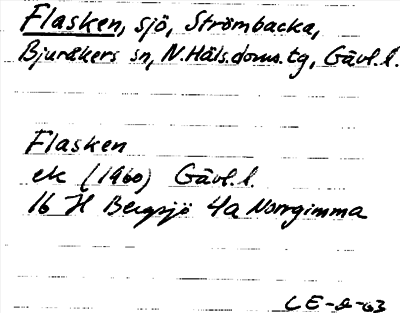 Flasken, sjö, Strömbacka,
Bjuråkers sn, N.Häls.doms.tg, Gävl.l.
Flasken
ek (1960) Gävl.l.
16 H Bergsjö 4a Norrgimma
CE-2-63